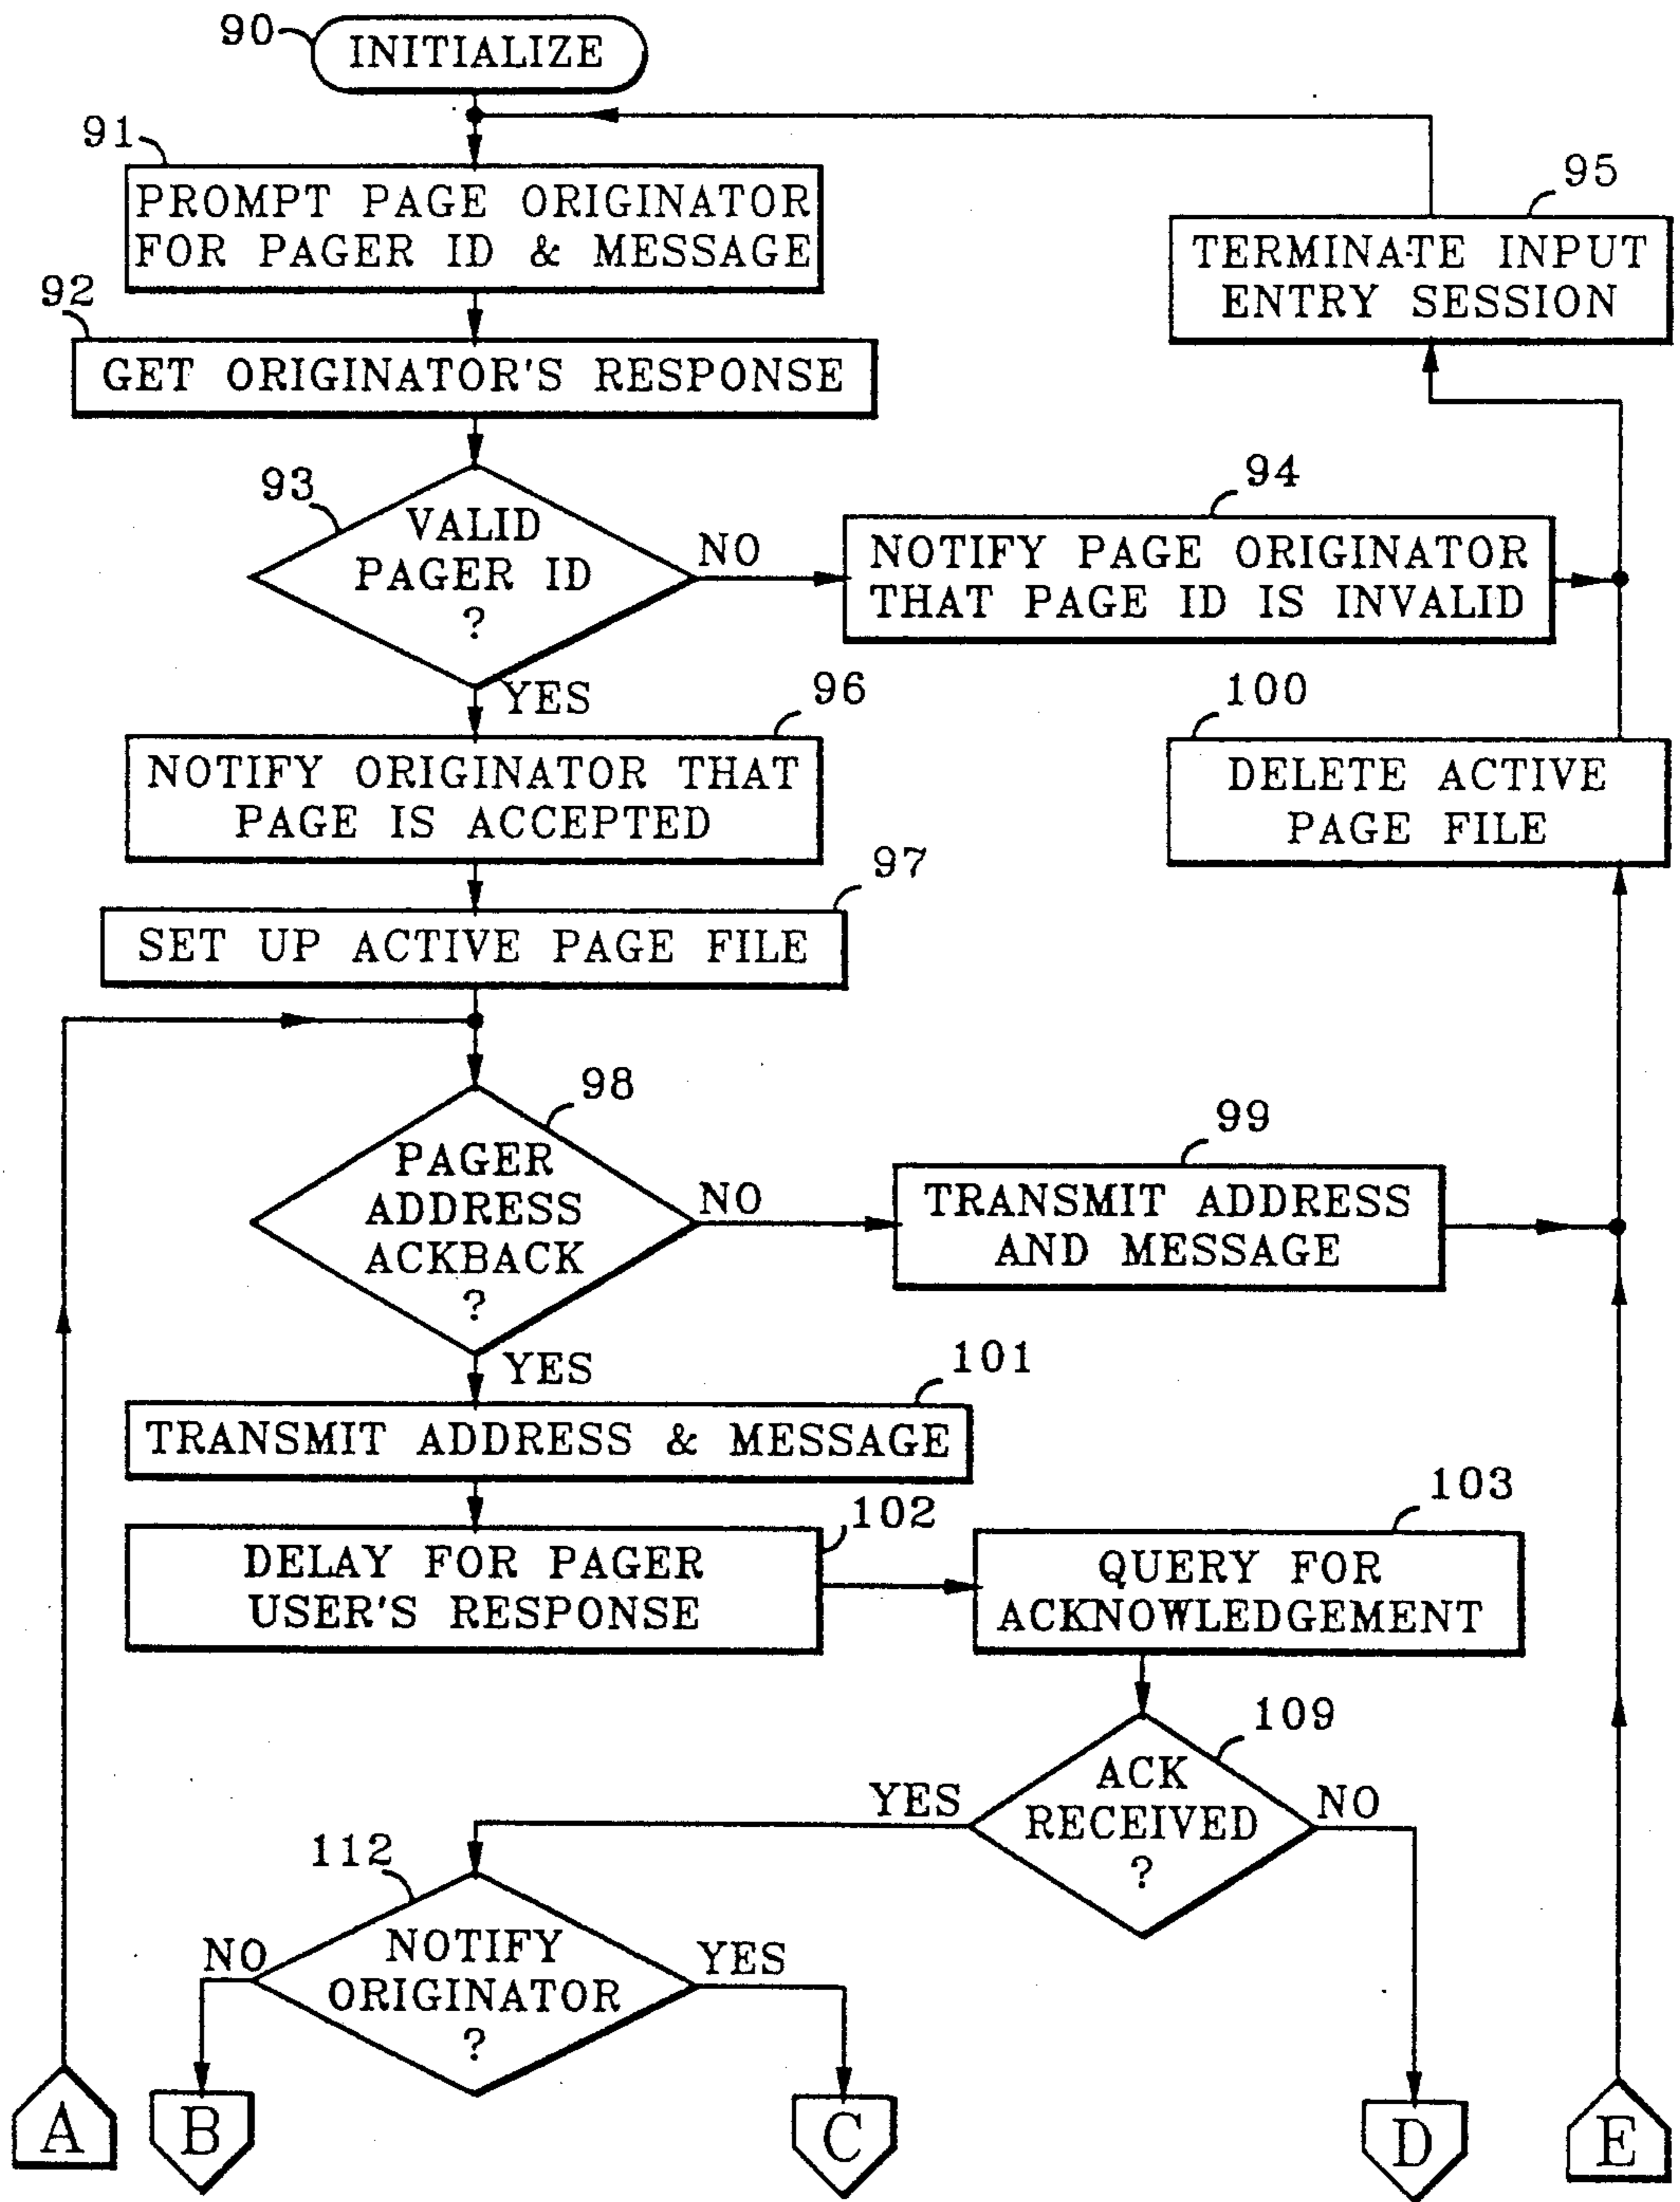 90
INITIALIZE
91
PROMPT PAGE ORIGINATOR
FOR PAGER ID & MESSAGE
95
TERMINATE INPUT
ENTRY SESSION
92
GET ORIGINATOR'S RESPONSE
93
VALID
PAGER ID
?
NO
94
NOTIFY PAGE ORIGINATOR
THAT PAGE ID IS INVALID
YES
96
NOTIFY ORIGINATOR THAT
PAGE IS ACCEPTED
100
DELETE ACTIVE
PAGE FILE
97
SET UP ACTIVE PAGE FILE
98
PAGER
ADDRESS
ACKBACK
?
NO
99
TRANSMIT ADDRESS
AND MESSAGE
YES
101
TRANSMIT ADDRESS & MESSAGE
102
DELAY FOR PAGER
USER'S RESPONSE
103
QUERY FOR
ACKNOWLEDGEMENT
109
ACK
RECEIVED
?
YES
NO
112
NOTIFY
ORIGINATOR
?
NO
YES
A
B
C
D
E